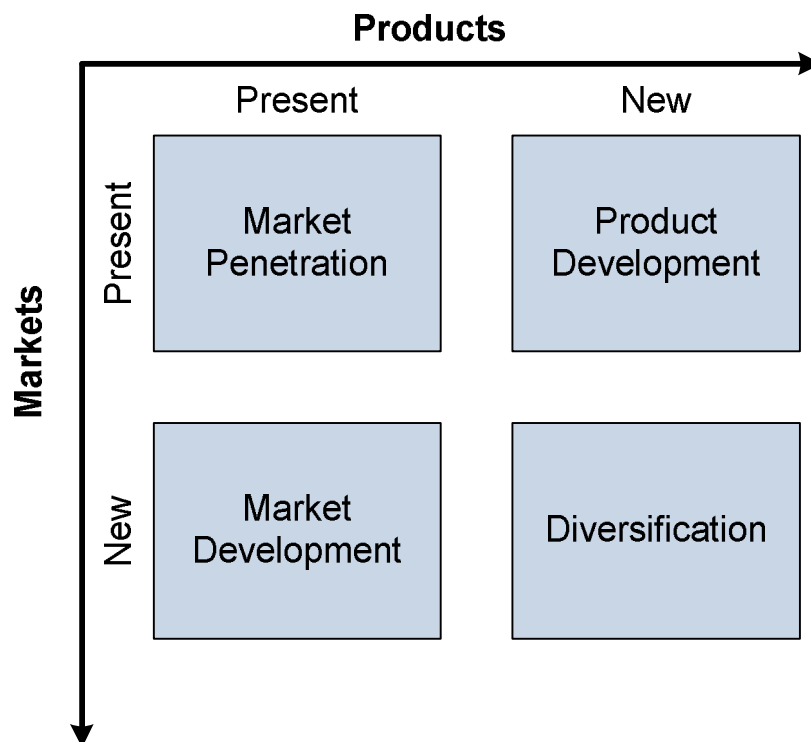 Products
Present
New
Markets
Present
Market
Penetration
Product
Development
New
Market
Development
Diversification